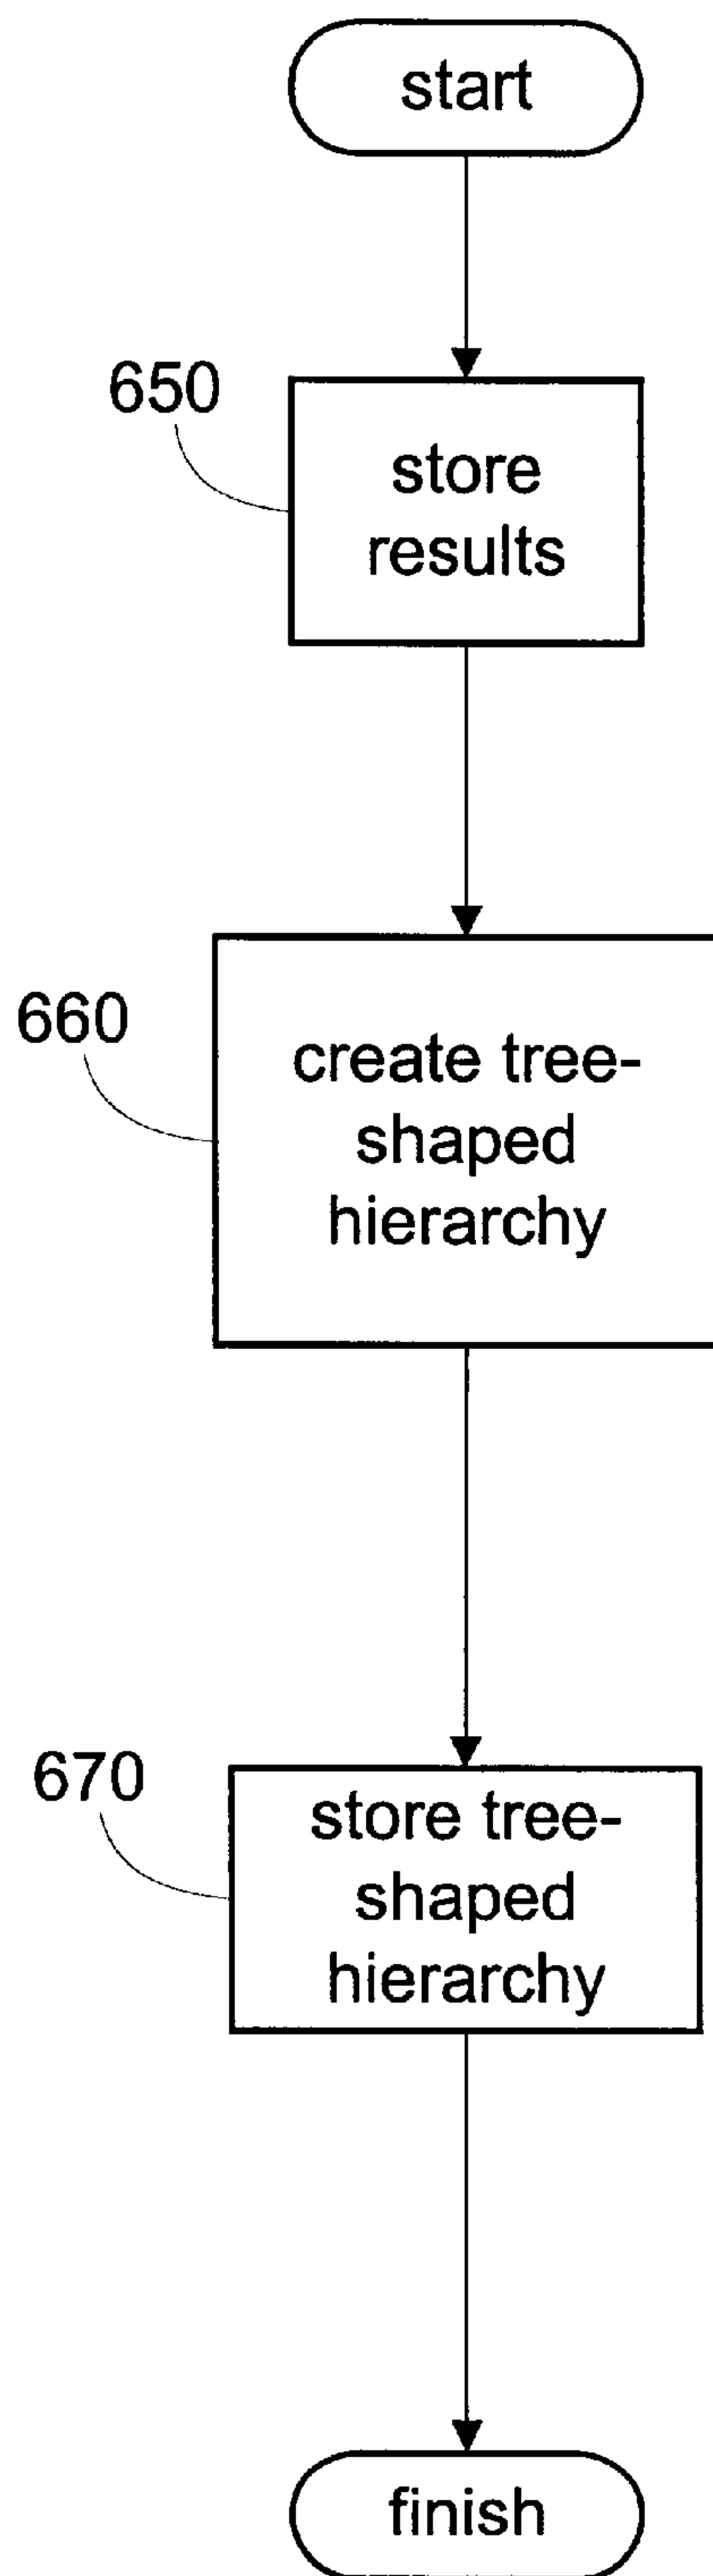 start
650
store
results
660
create tree-
shaped
hierarchy
670
store tree-
shaped
hierarchy
finish